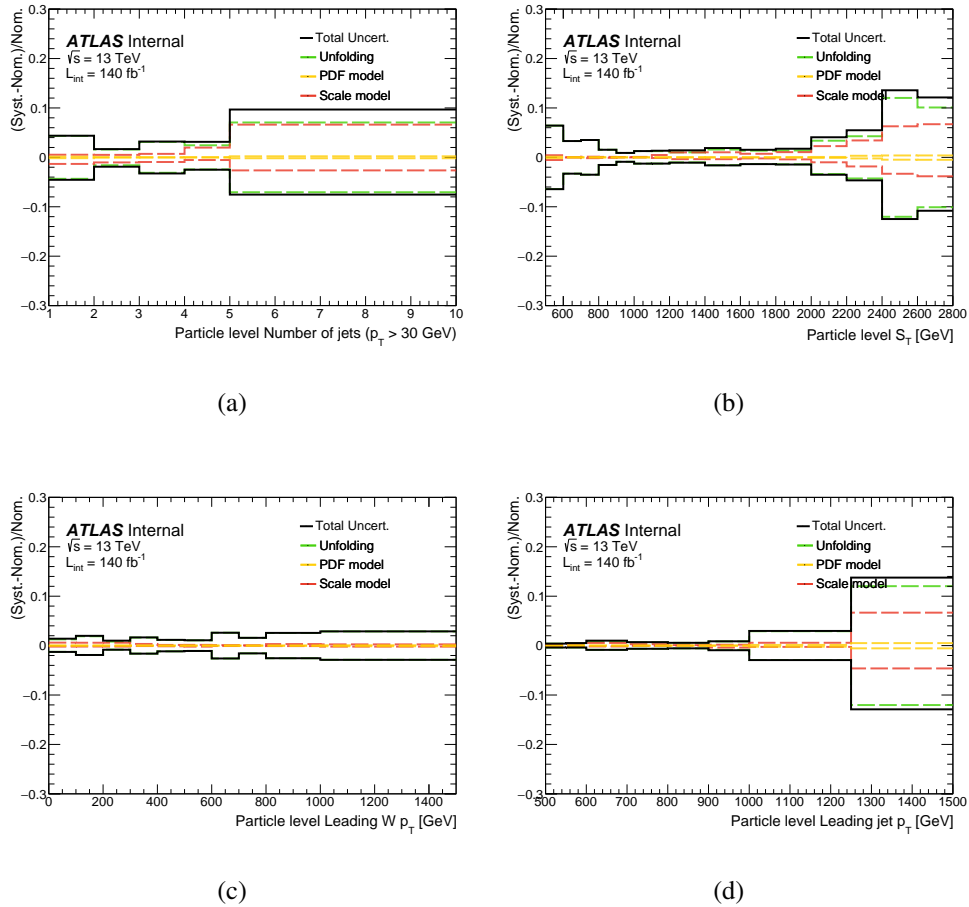 (Syst.-Nom.)/Nom.
0.3
0.2
0.1
0
−0.1
−0.2
−0.3
ATLAS Internal
√s = 13 TeV
L_int = 140 fb⁻¹
Total Uncert.
Unfolding
PDF model
Scale model
1 2 3 4 5 6 7 8 9 10
Particle level Number of jets (p_T > 30 GeV)
(a)
(Syst.-Nom.)/Nom.
0.3
0.2
0.1
0
−0.1
−0.2
−0.3
ATLAS Internal
√s = 13 TeV
L_int = 140 fb⁻¹
Total Uncert.
Unfolding
PDF model
Scale model
600 800 1000 1200 1400 1600 1800 2000 2200 2400 2600 2800
Particle level S_T [GeV]
(b)
(Syst.-Nom.)/Nom.
0.3
0.2
0.1
0
−0.1
−0.2
−0.3
ATLAS Internal
√s = 13 TeV
L_int = 140 fb⁻¹
Total Uncert.
Unfolding
PDF model
Scale model
0 200 400 600 800 1000 1200 1400
Particle level Leading W p_T [GeV]
(c)
(Syst.-Nom.)/Nom.
0.3
0.2
0.1
0
−0.1
−0.2
−0.3
ATLAS Internal
√s = 13 TeV
L_int = 140 fb⁻¹
Total Uncert.
Unfolding
PDF model
Scale model
500 600 700 800 900 1000 1100 1200 1300 1400 1500
Particle level Leading jet p_T [GeV]
(d)